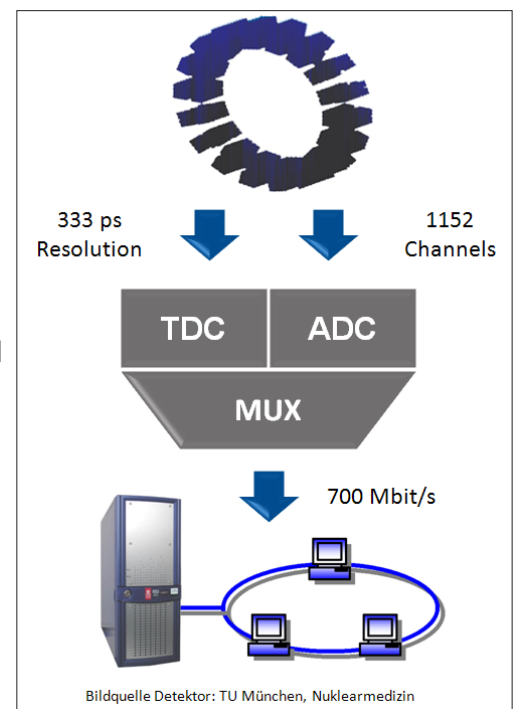 333 ps
Resolution
1152
Channels
TDC
ADC
MUX
700 Mbit/s
Bildquelle Detektor: TU München, Nuklearmedizin